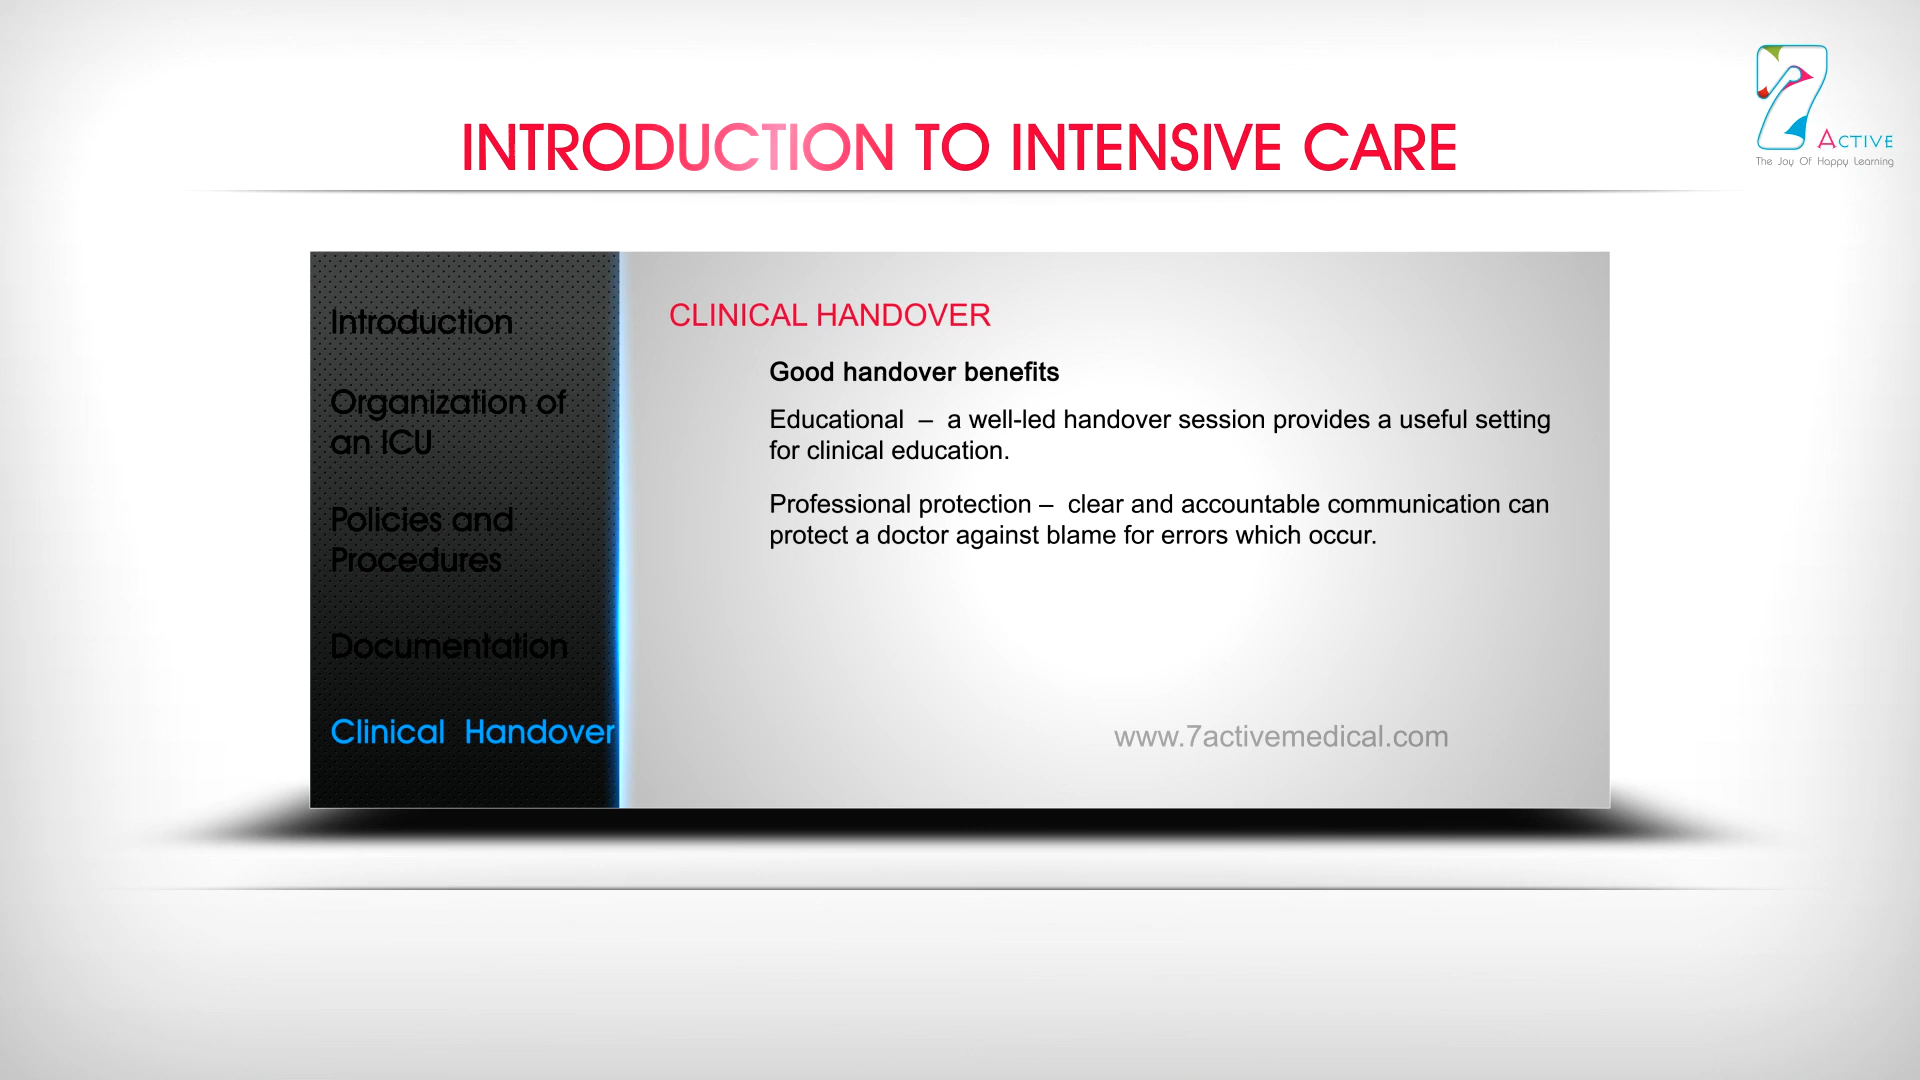 INTRODUCTION TO INTENSIVE CARE
7
ACTIVE
The Joy Of Happy Learning
Introduction
Organization of
an ICU
Policies and
Procedures
Documentation
Clinical Handover
CLINICAL HANDOVER
Good handover benefits
Educational – a well-led handover session provides a useful setting
for clinical education.
Professional protection – clear and accountable communication can
protect a doctor against blame for errors which occur.
www.7activemedical.com